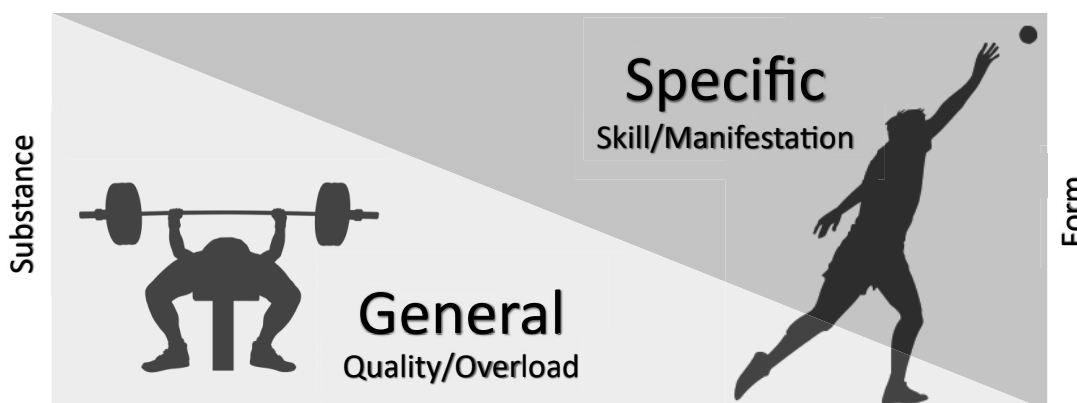 Specific
Skill/Manifestation
Substance
Form
General
Quality/Overload